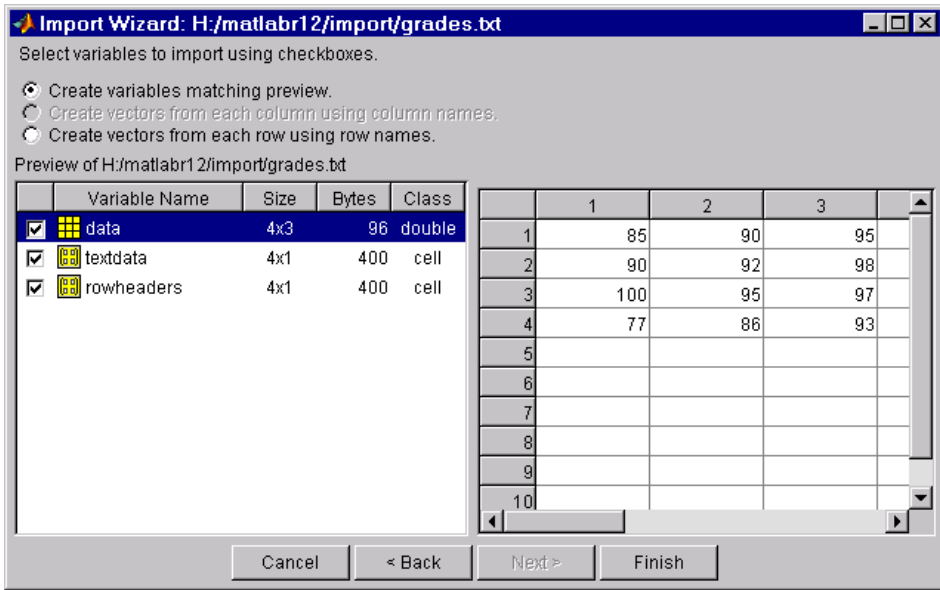 Import Wizard: H:/matlabr12/import/grades.txt
Select variables to import using checkboxes.
Create variables matching preview.
Create vectors from each column using column names.
Create vectors from each row using row names.
Preview of H:/matlabr12/import/grades.txt
Variable Name Size Bytes Class
data 4x3 96 double
textdata 4x1 400 cell
rowheaders 4x1 400 cell
1 2 3
1 85 90 95
2 90 92 98
3 100 95 97
4 77 86 93
5
6
7
8
9
10
Cancel < Back Next > Finish